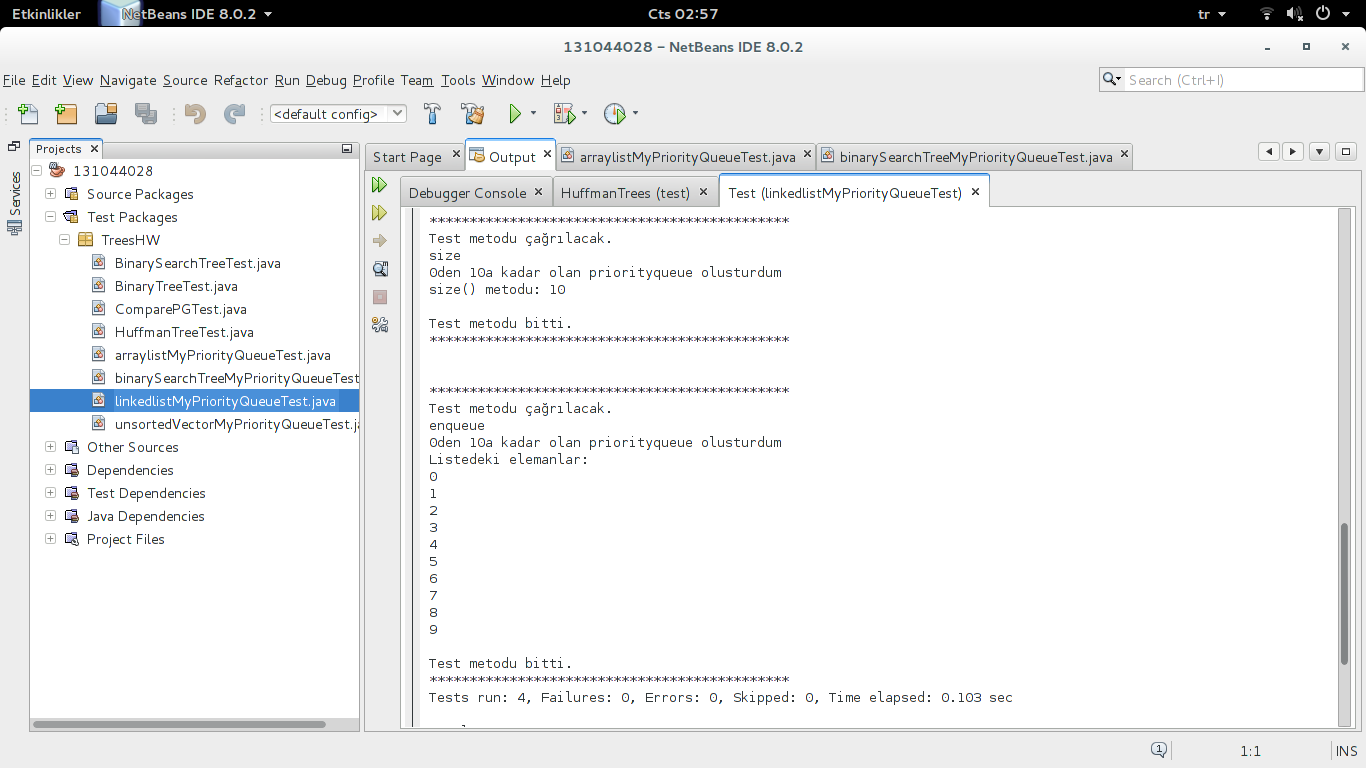 Etkinlikler NetBeans IDE 8.0.2 Cts 02:57 tr
131044028 – NetBeans IDE 8.0.2
File Edit View Navigate Source Refactor Run Debug Profile Team Tools Window Help Search (Ctrl+I)
<default config>
Projects
Services
131044028
Source Packages
Test Packages
TreesHW
BinarySearchTreeTest.java
BinaryTreeTest.java
ComparePGTest.java
HuffmanTreeTest.java
arraylistMyPriorityQueueTest.java
binarySearchTreeMyPriorityQueueTest
linkedlistMyPriorityQueueTest.java
unsortedVectorMyPriorityQueueTest.ja
Other Sources
Dependencies
Test Dependencies
Java Dependencies
Project Files
Start Page Output arraylistMyPriorityQueueTest.java binarySearchTreeMyPriorityQueueTest.java
Debugger Console HuffmanTrees (test) Test (linkedlistMyPriorityQueueTest)
*********************************************
Test metodu çağrılacak.
size
0den 10a kadar olan priorityqueue olusturdum
size() metodu: 10
Test metodu bitti.
*********************************************
*********************************************
Test metodu çağrılacak.
enqueue
0den 10a kadar olan priorityqueue olusturdum
Listedeki elemanlar:
0
1
2
3
4
5
6
7
8
9
Test metodu bitti.
*********************************************
Tests run: 4, Failures: 0, Errors: 0, Skipped: 0, Time elapsed: 0.103 sec
1 1:1 INS